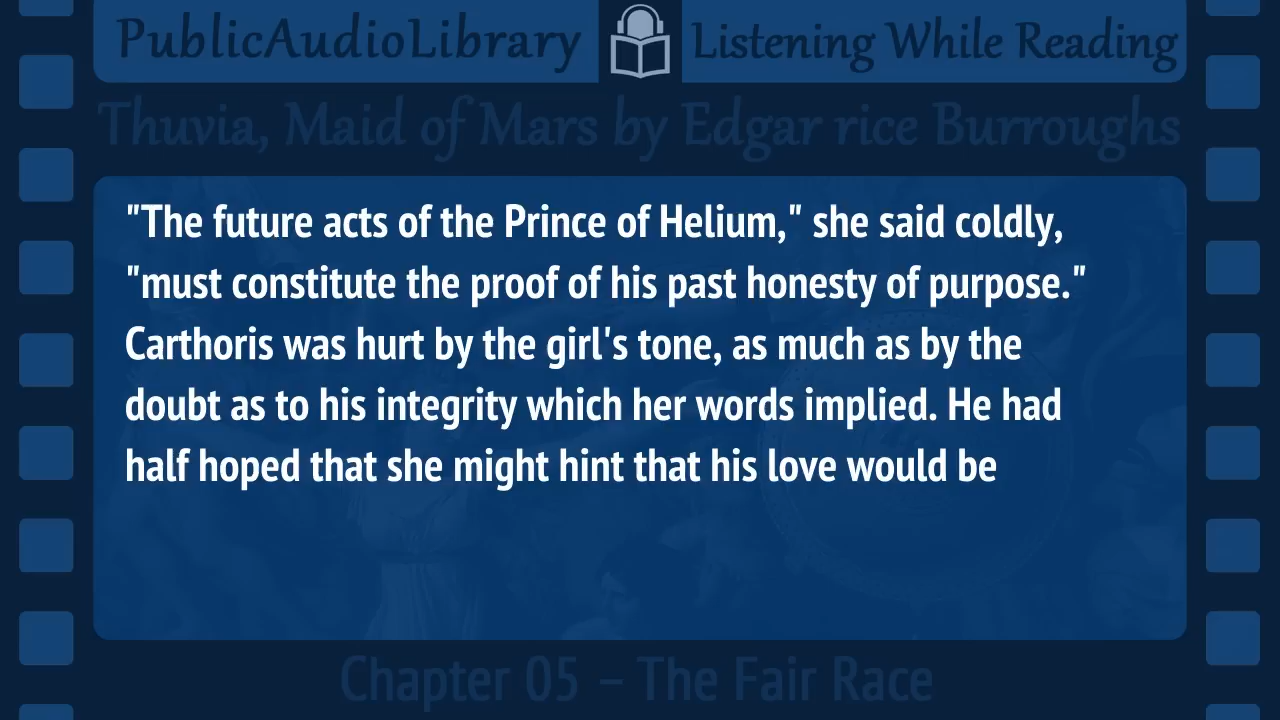 PublicAudioLibrary Listening While Reading
Thuvia, Maid of Mars by Edgar rice Burroughs
"The future acts of the Prince of Helium," she said coldly,
"must constitute the proof of his past honesty of purpose."
Carthoris was hurt by the girl's tone, as much as by the
doubt as to his integrity which her words implied. He had
half hoped that she might hint that his love would be
Chapter 05 – The Fair Race